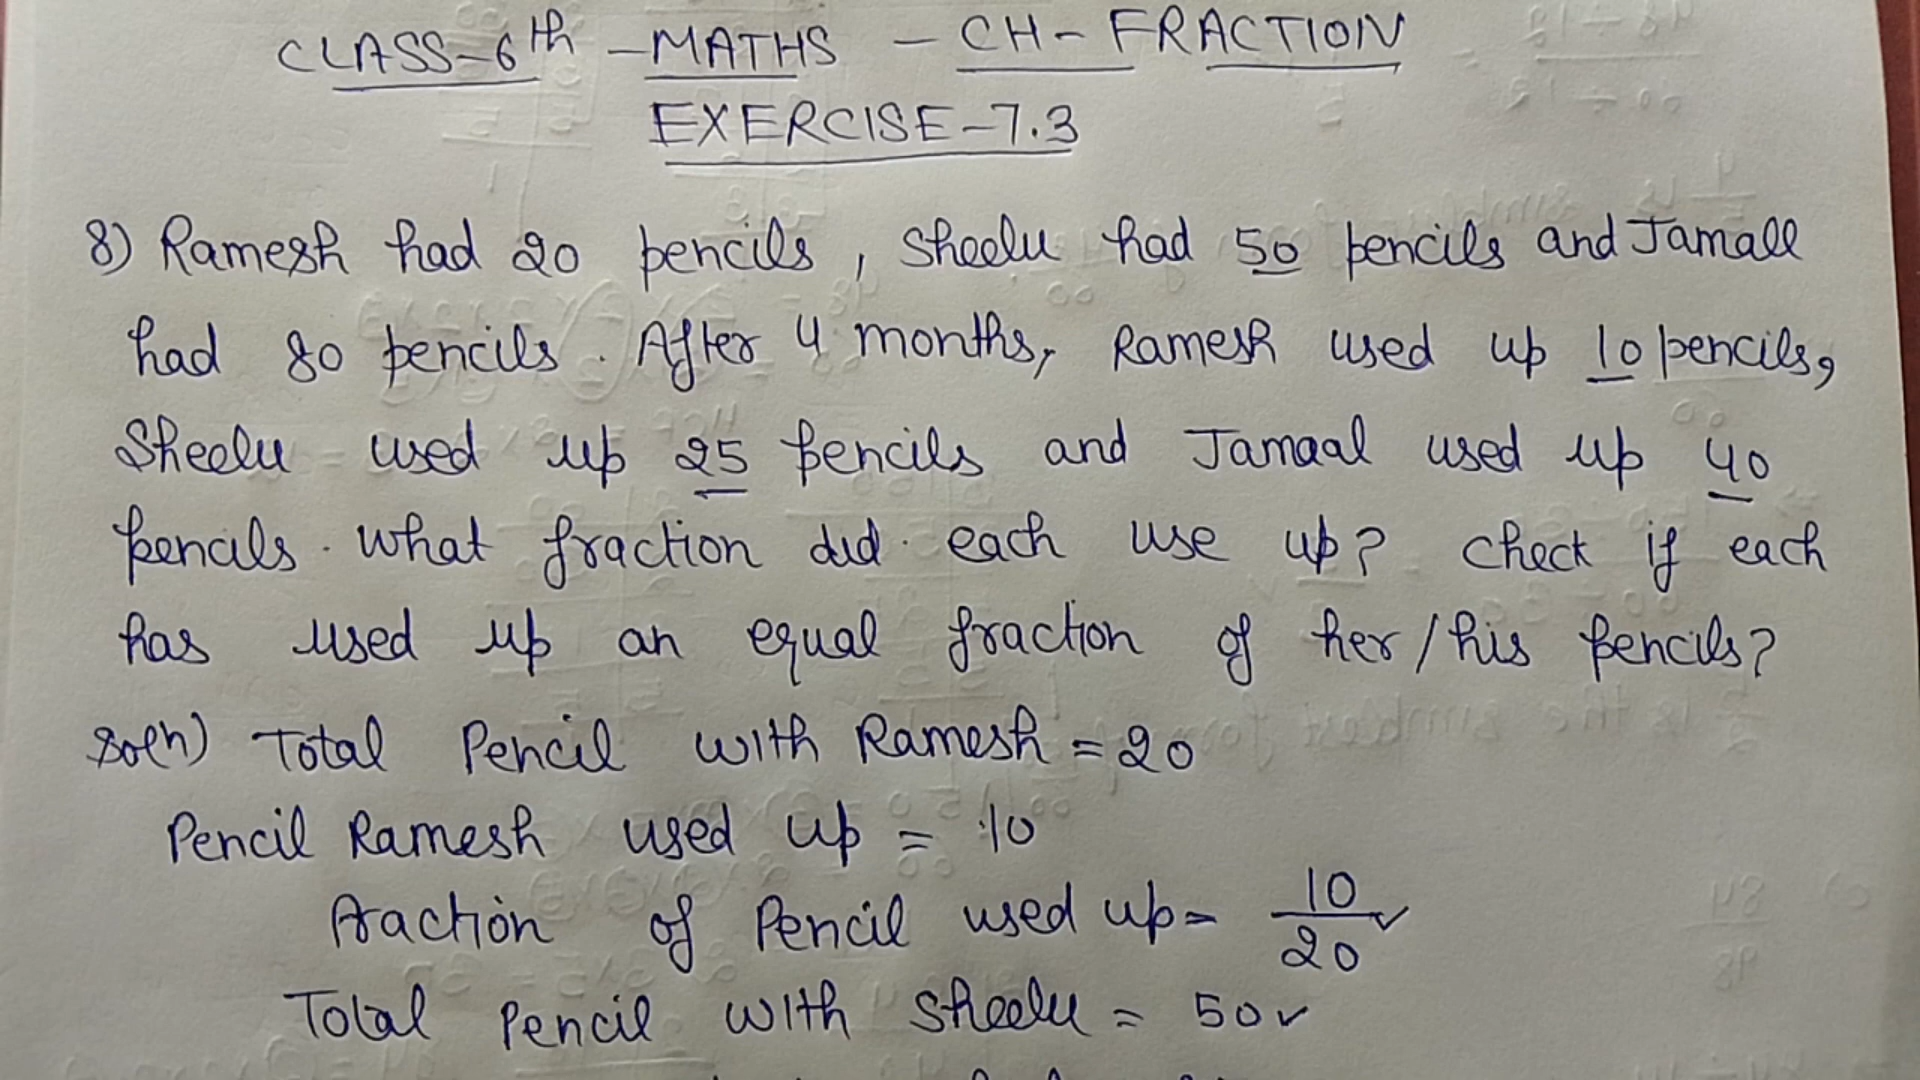 CLASS-6th - MATHS - CH- FRACTION
EXERCISE-7.3
8) Ramesh had 20 pencils, Sheelu had 50 pencils and Jamall
had 80 pencils. After 4 months, Ramesh used up 10 pencils,
Sheelu used up 25 pencils and Jamaal used up 40
pencils. What fraction did each use up? Check if each
has used up an equal fraction of her/his pencils?
Soln) Total Pencil with Ramesh = 20
Pencil Ramesh used up = 10
Fraction of Pencil used up = 10/20
Total Pencil with Sheelu = 50